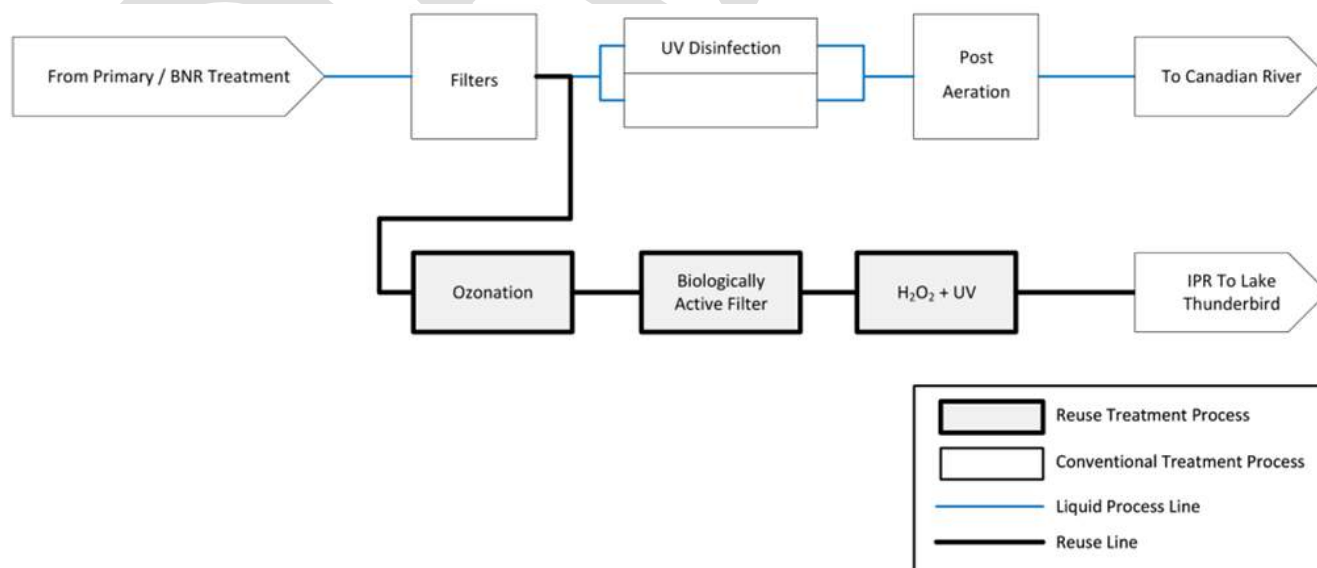 From Primary / BNR Treatment
Filters
UV Disinfection
Post
Aeration
To Canadian River
Ozonation
Biologically
Active Filter
H₂O₂ + UV
IPR To Lake
Thunderbird
Reuse Treatment Process
Conventional Treatment Process
Liquid Process Line
Reuse Line